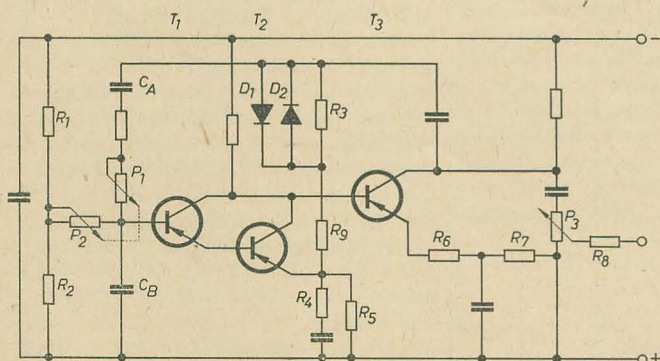 T1 T2 T3
CA
D1 D2
R1 R3
P1
P2 P3
R6 R7
R9 R8
R2 CB R4 R5